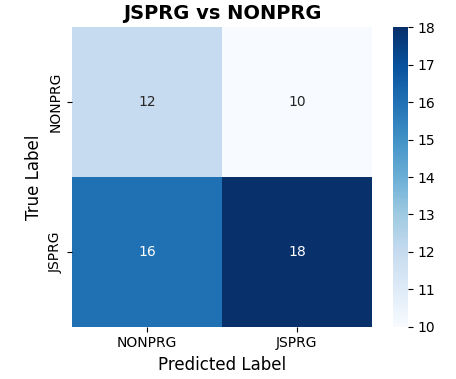 JSPRG vs NONPRG
True Label
NONPRG
JSPRG
12
10
16
18
NONPRG
JSPRG
Predicted Label
18
17
16
15
14
13
12
11
10